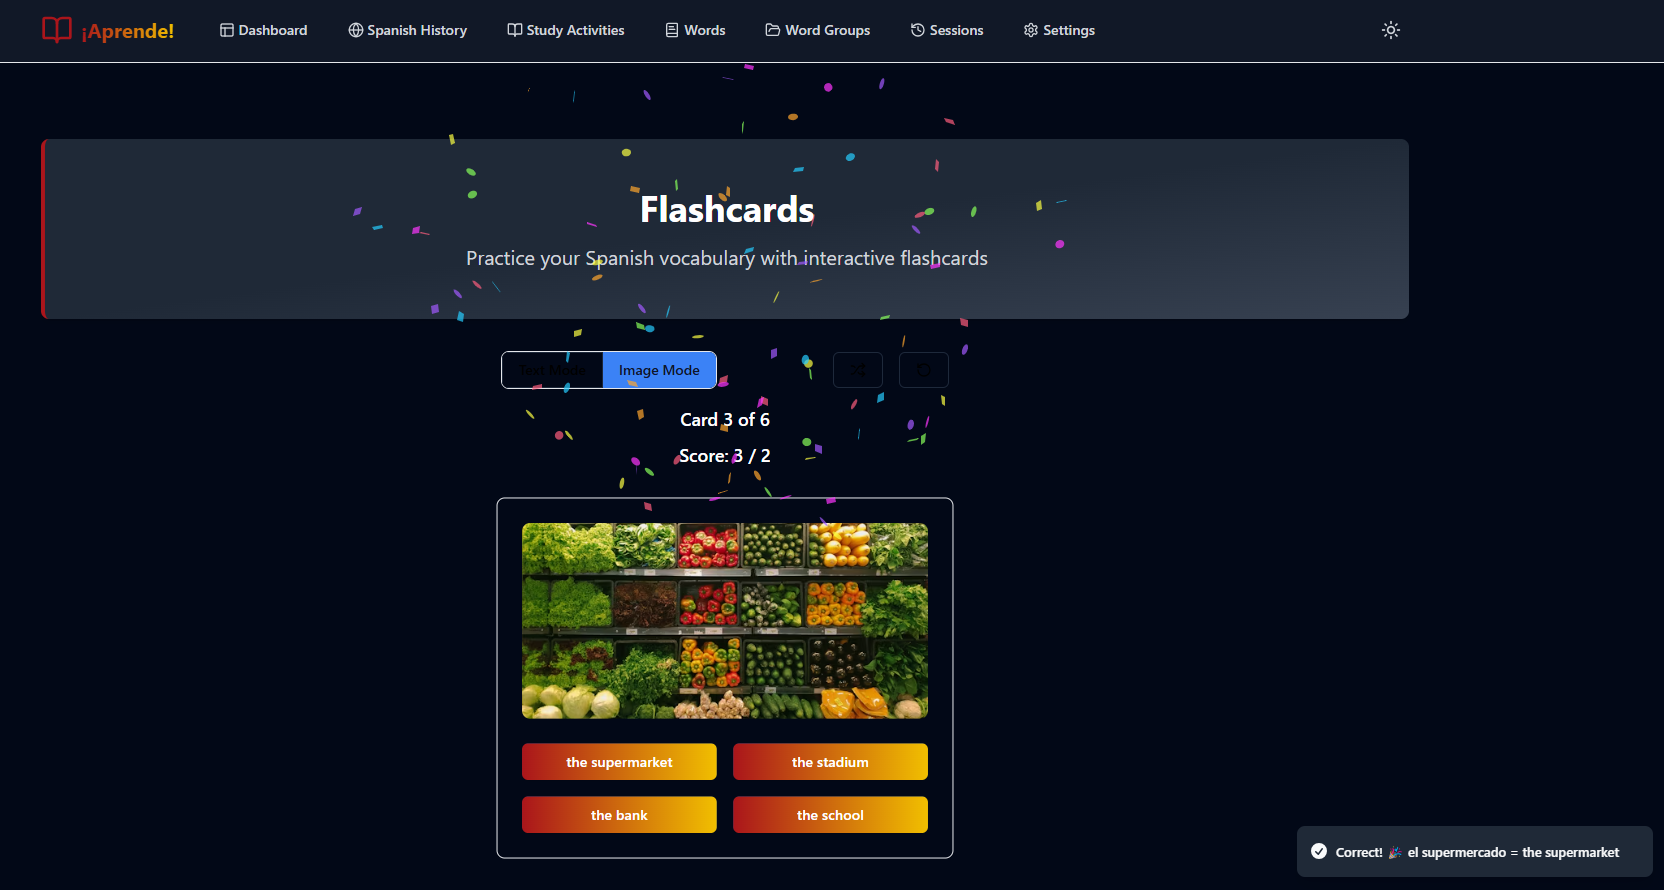 ¡Aprende!
Dashboard
Spanish History
Study Activities
Words
Word Groups
Sessions
Settings
Flashcards
Practice your Spanish vocabulary with interactive flashcards
Text Mode
Image Mode
Card 3 of 6
Score: 3 / 2
the supermarket
the stadium
the bank
the school
Correct! 🎉 el supermercado = the supermarket